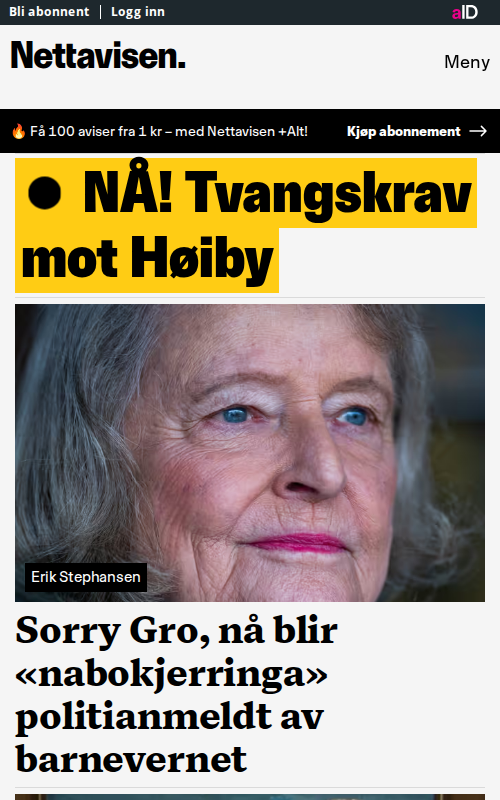 Bli abonnent | Logg inn
aID
Nettavisen.
Meny
🔥 Få 100 aviser fra 1 kr – med Nettavisen +Alt!
Kjøp abonnement →
● NÅ! Tvangskrav
mot Høiby
Erik Stephansen
Sorry Gro, nå blir
«nabokjerringa»
politianmeldt av
barnevernet